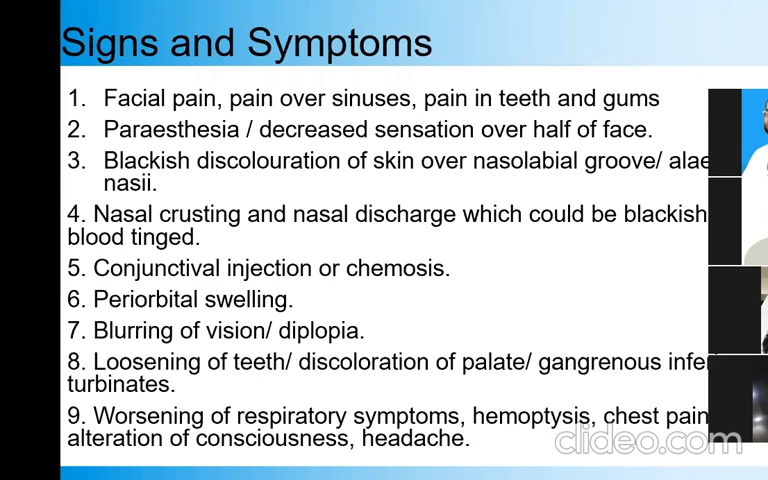 Signs and Symptoms
1. Facial pain, pain over sinuses, pain in teeth and gums
2. Paraesthesia / decreased sensation over half of face.
3. Blackish discolouration of skin over nasolabial groove/ alae
nasii.
4. Nasal crusting and nasal discharge which could be blackish
blood tinged.
5. Conjunctival injection or chemosis.
6. Periorbital swelling.
7. Blurring of vision/ diplopia.
8. Loosening of teeth/ discoloration of palate/ gangrenous
turbinates.
9. Worsening of respiratory symptoms, hemoptysis, chest pain
alteration of consciousness, headache.
clideo.com